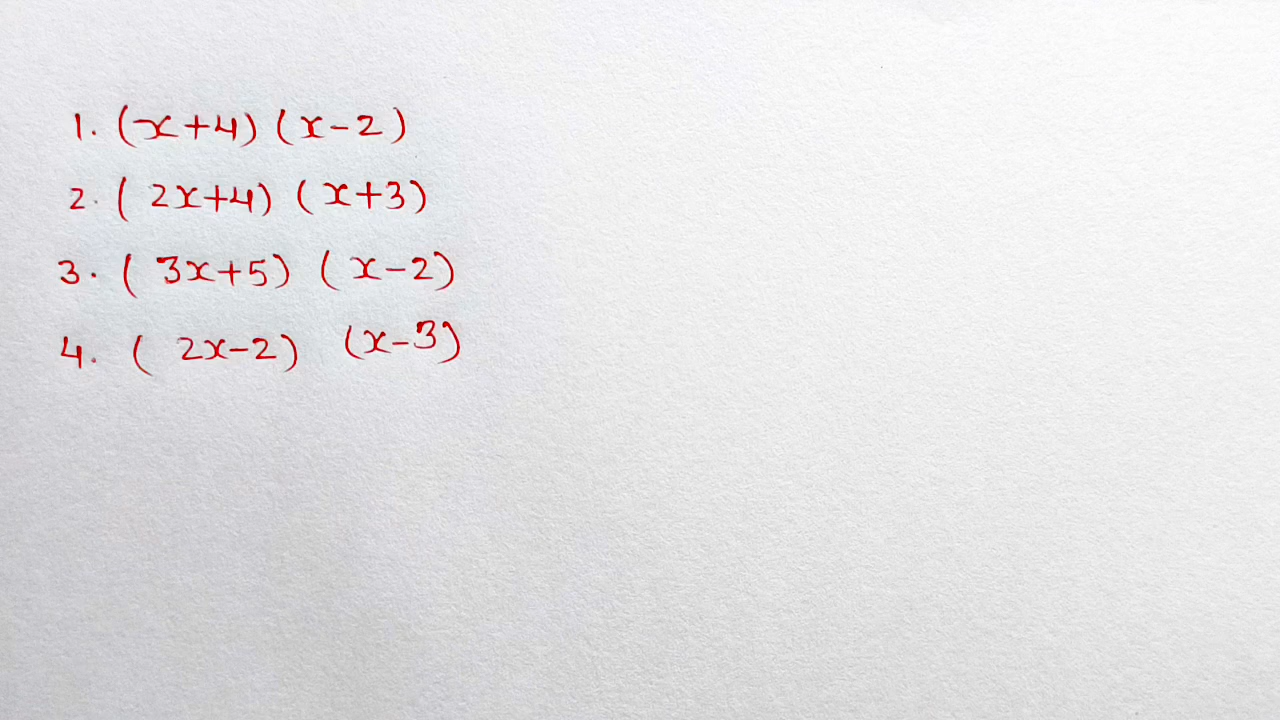 1. (x+4) (x-2)
2. (2x+4) (x+3)
3. (3x+5) (x-2)
4. (2x-2) (x-3)